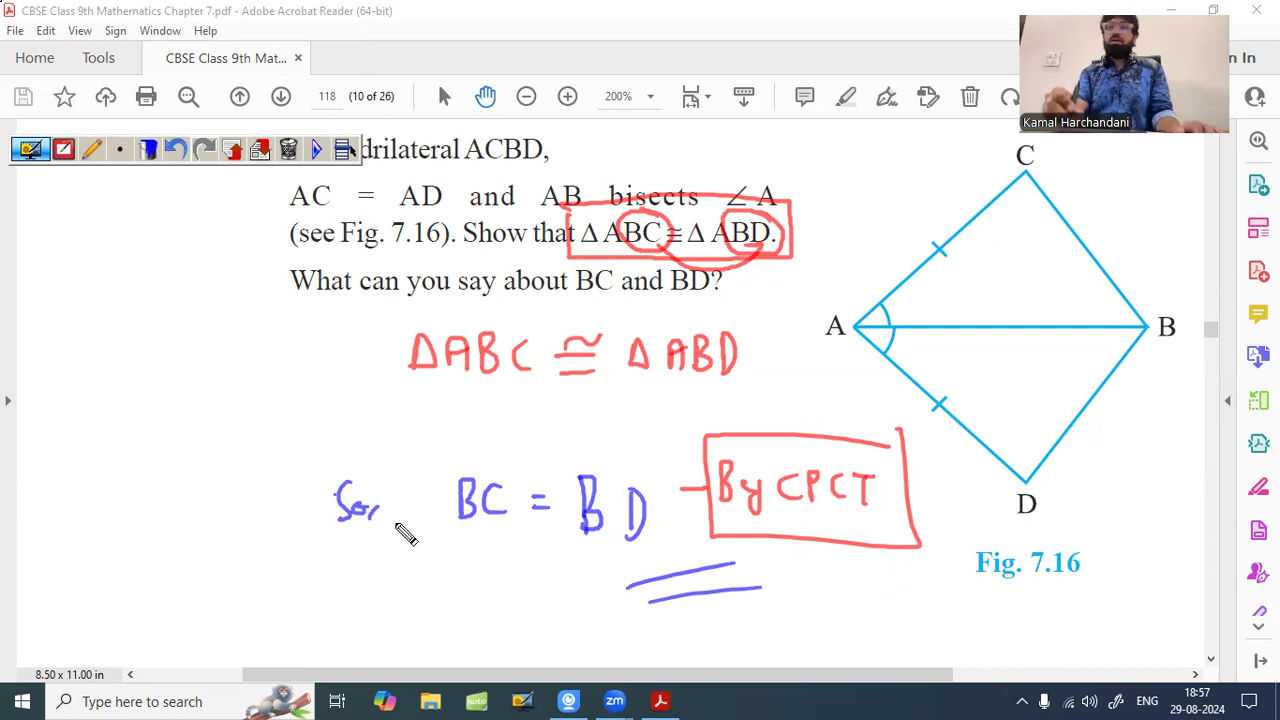 CBSE Class 9th Mathematics Chapter 7.pdf - Adobe Acrobat Reader (64-bit)
File Edit View Sign Window Help
Home Tools CBSE Class 9th Mat... × In
118 (10 of 26) 200%
Kamal Harchandani
drilateral ACBD,
AC = AD and AB bisects ∠ A
(see Fig. 7.16). Show that Δ ABC ≅ Δ ABD.
What can you say about BC and BD?
ΔABC ≅ ΔABD
BC = BD - By CPCT
C
A
B
D
Fig. 7.16
8.50 x 11.00 in
Type here to search
ENG
18:57
29-08-2024